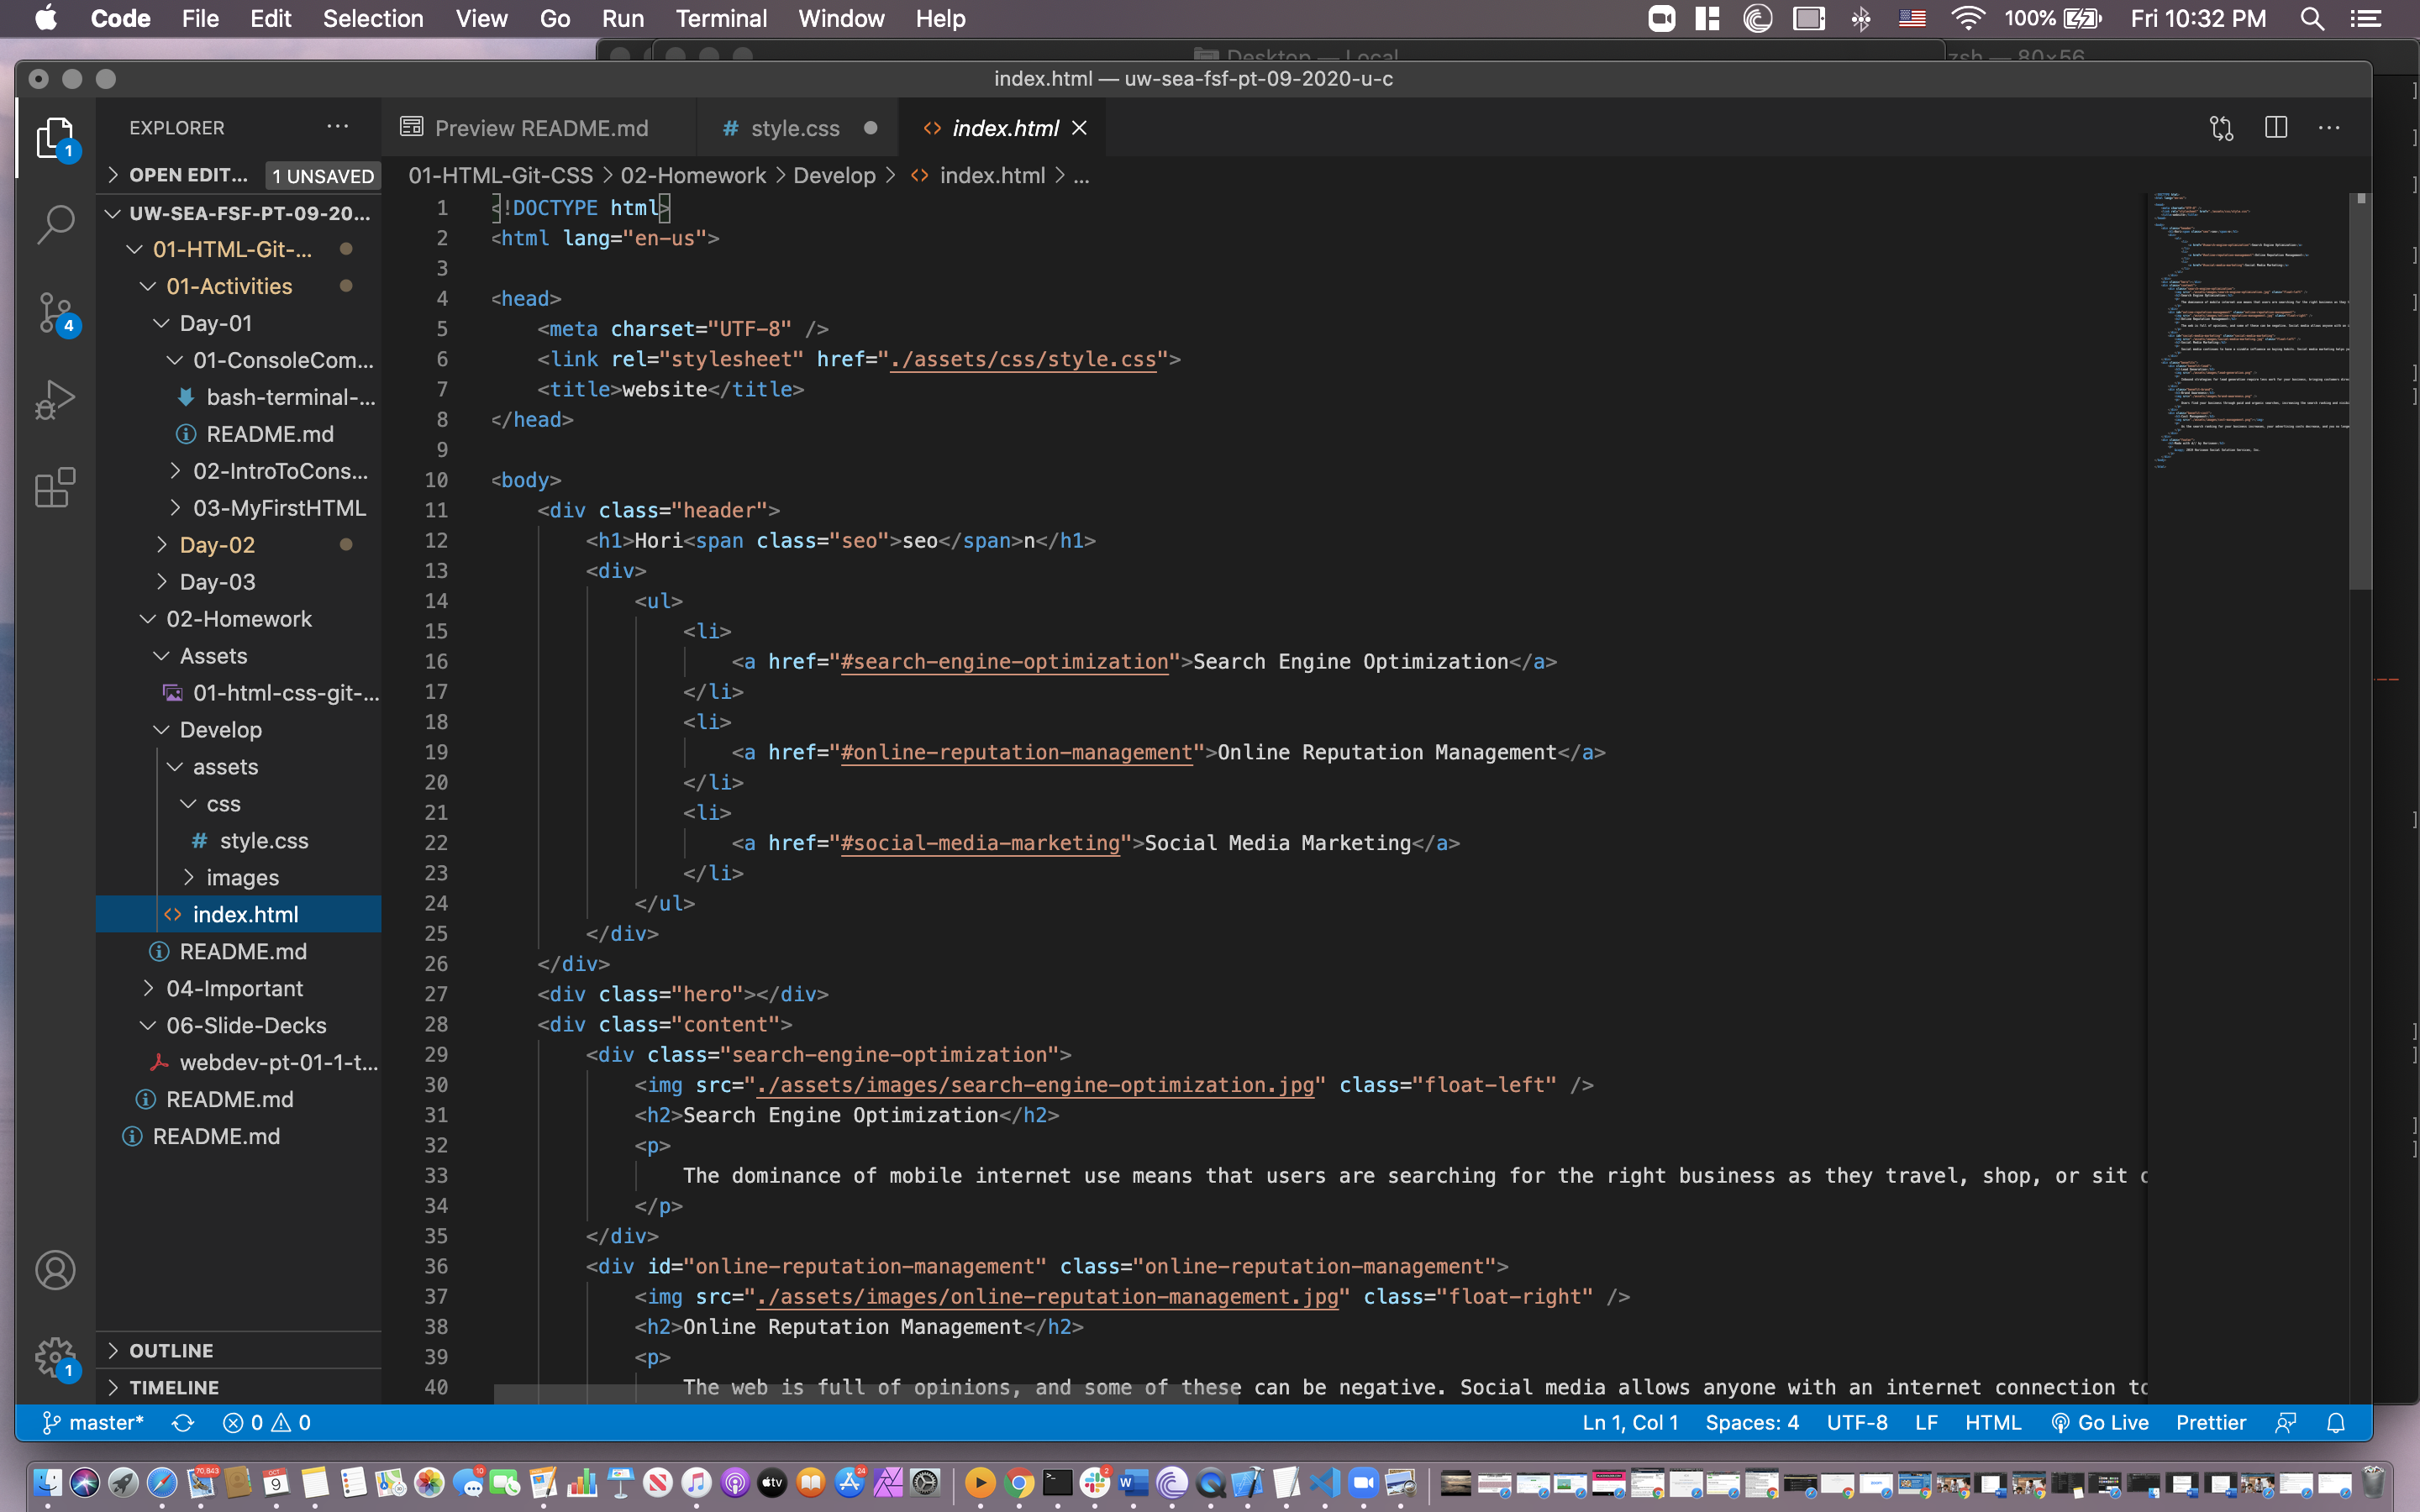 Code File Edit Selection View Go Run Terminal Window Help 100% Fri 10:32 PM
Desktop — Local
zsh — 80×56
index.html — uw-sea-fsf-pt-09-2020-u-c
EXPLORER ···
Preview README.md
# style.css
<> index.html
OPEN EDIT... 1 UNSAVED
01-HTML-Git-CSS > 02-Homework > Develop > <> index.html > ...
UW-SEA-FSF-PT-09-20...
01-HTML-Git-...
01-Activities
Day-01
01-ConsoleCom...
bash-terminal-...
README.md
02-IntroToCons...
03-MyFirstHTML
Day-02
Day-03
02-Homework
Assets
01-html-css-git-...
Develop
assets
css
# style.css
images
<> index.html
README.md
04-Important
06-Slide-Decks
webdev-pt-01-1-t...
README.md
README.md
OUTLINE
TIMELINE
1
4
1
1 <!DOCTYPE html>
2 <html lang="en-us">
3
4 <head>
5 <meta charset="UTF-8" />
6 <link rel="stylesheet" href="./assets/css/style.css">
7 <title>website</title>
8 </head>
9
10 <body>
11 <div class="header">
12 <h1>Hori<span class="seo">seo</span>n</h1>
13 <div>
14 <ul>
15 <li>
16 <a href="#search-engine-optimization">Search Engine Optimization</a>
17 </li>
18 <li>
19 <a href="#online-reputation-management">Online Reputation Management</a>
20 </li>
21 <li>
22 <a href="#social-media-marketing">Social Media Marketing</a>
23 </li>
24 </ul>
25 </div>
26 </div>
27 <div class="hero"></div>
28 <div class="content">
29 <div class="search-engine-optimization">
30 <img src="./assets/images/search-engine-optimization.jpg" class="float-left" />
31 <h2>Search Engine Optimization</h2>
32 <p>
33 The dominance of mobile internet use means that users are searching for the right business as they travel, shop, or sit
34 </p>
35 </div>
36 <div id="online-reputation-management" class="online-reputation-management">
37 <img src="./assets/images/online-reputation-management.jpg" class="float-right" />
38 <h2>Online Reputation Management</h2>
39 <p>
40 The web is full of opinions, and some of these can be negative. Social media allows anyone with an internet connection to
master* 0 0 Ln 1, Col 1 Spaces: 4 UTF-8 LF HTML Go Live Prettier